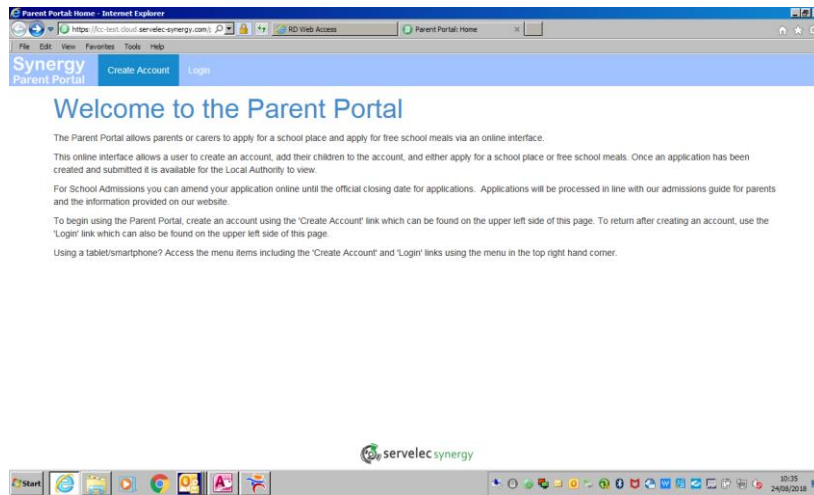 Parent Portal: Home - Internet Explorer
https://fcc-test.cloud.servelec-synergy.com/
RD Web Access
Parent Portal: Home
File Edit View Favorites Tools Help
Synergy
Parent Portal
Create Account
Login
Welcome to the Parent Portal
The Parent Portal allows parents or carers to apply for a school place and apply for free school meals via an online interface.
This online interface allows a user to create an account, add their children to the account, and either apply for a school place or free school meals. Once an application has been
created and submitted it is available for the Local Authority to view.
For School Admissions you can amend your application online until the official closing date for applications. Applications will be processed in line with our admissions guide for parents
and the information provided on our website.
To begin using the Parent Portal, create an account using the 'Create Account' link which can be found on the upper left side of this page. To return after creating an account, use the
'Login' link which can also be found on the upper left side of this page.
Using a tablet/smartphone? Access the menu items including the 'Create Account' and 'Login' links using the menu in the top right hand corner.
servelec synergy
Start
10:35
24/08/2018